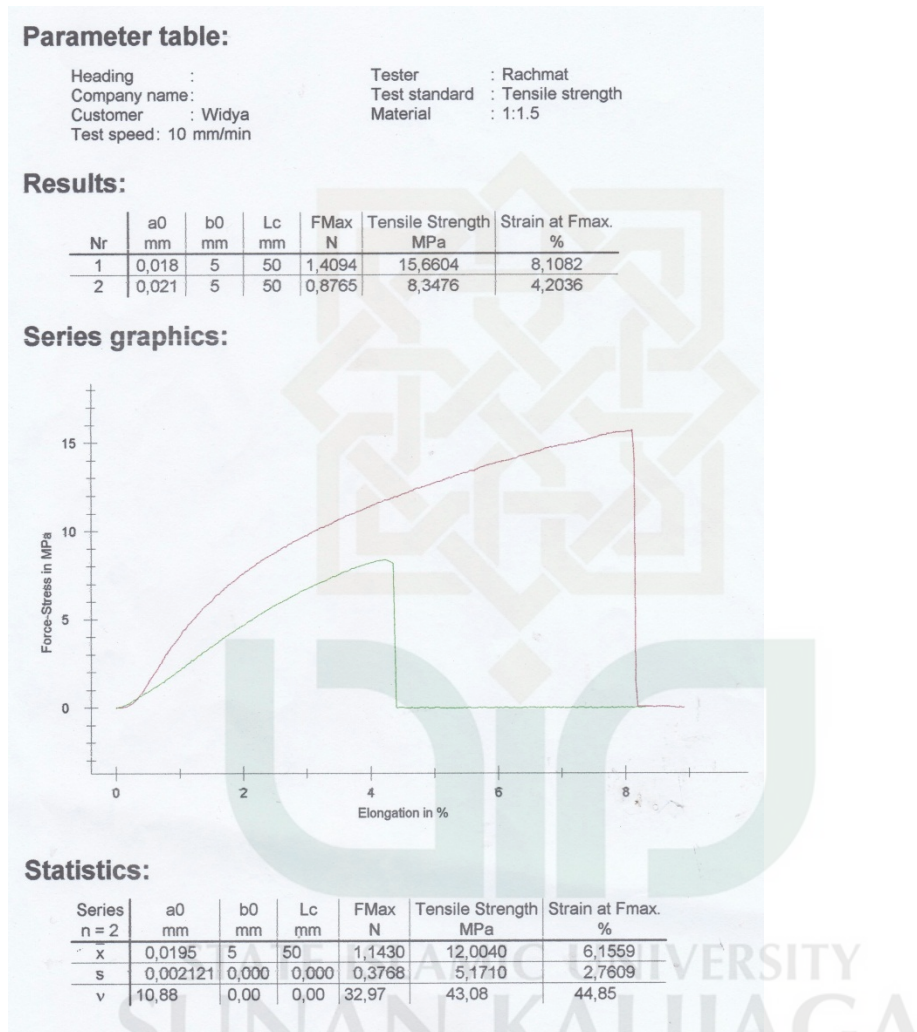 Parameter table:
Heading :
Company name:
Customer : Widya
Test speed: 10 mm/min
Tester : Rachmat
Test standard : Tensile strength
Material : 1:1.5
Results:
Nr a0 mm b0 mm Lc mm FMax N Tensile Strength MPa Strain at Fmax. %
1 0,018 5 50 1,4094 15,6604 8,1082
2 0,021 5 50 0,8765 8,3476 4,2036
Series graphics:
Force-Stress in MPa
15
10
5
0
0 2 4 6 8
Elongation in %
Statistics:
Series a0 b0 Lc FMax Tensile Strength Strain at Fmax.
n = 2 mm mm mm N MPa %
x̄ 0,0195 5 50 1,1430 12,0040 6,1559
s 0,002121 0,000 0,000 0,3768 5,1710 2,7609
ν 10,88 0,00 0,00 32,97 43,08 44,85
STATE ISLAMIC UNIVERSITY
SUNAN KALIJAGA